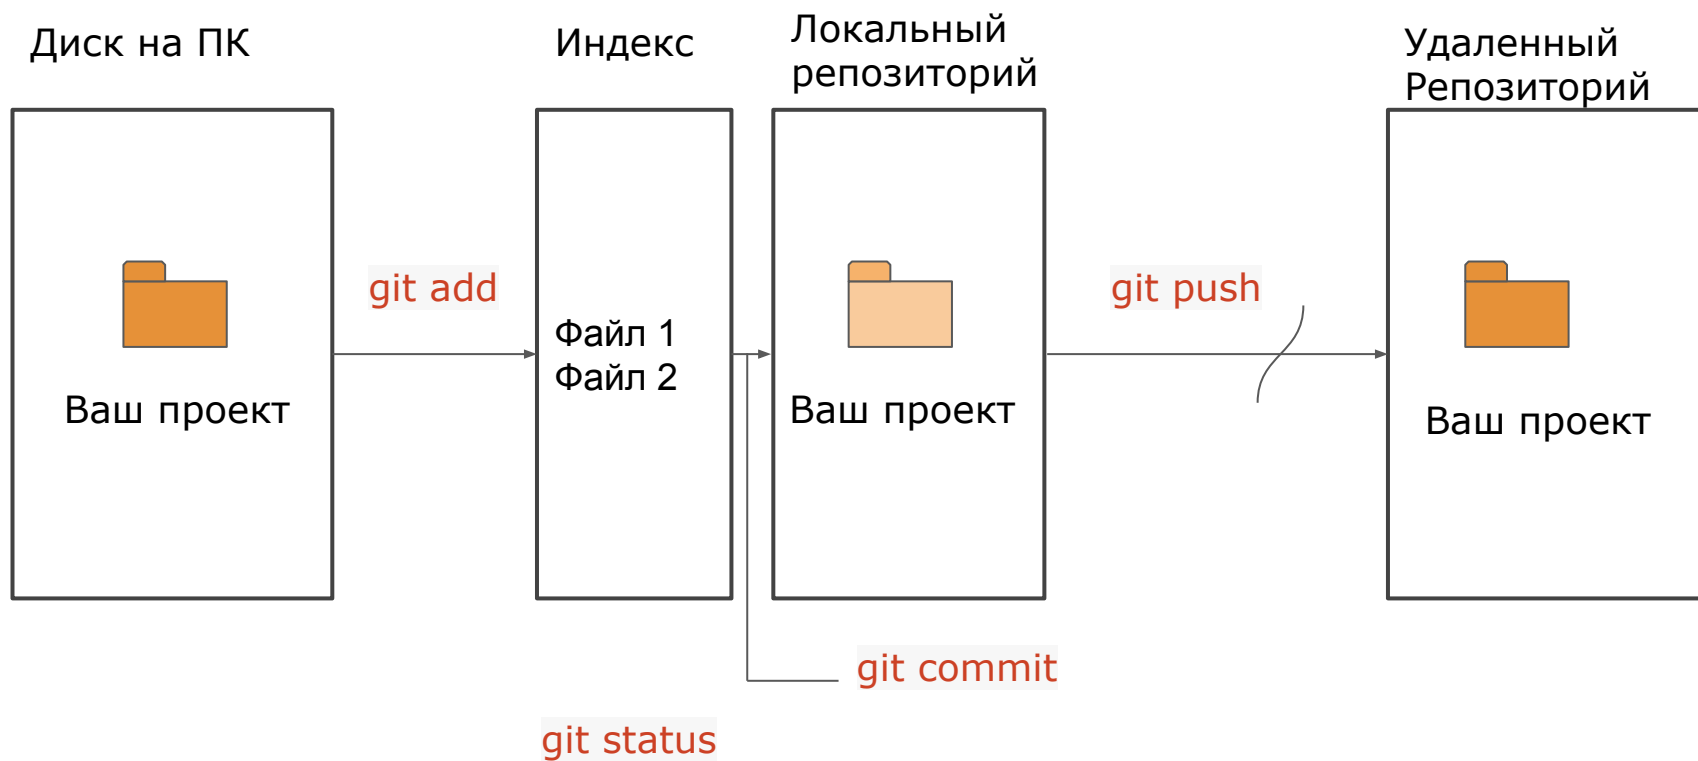 Диск на ПК
Индекс
Локальный
репозиторий
Удаленный
Репозиторий
git add
git push
Файл 1
Файл 2
Ваш проект
Ваш проект
Ваш проект
git commit
git status